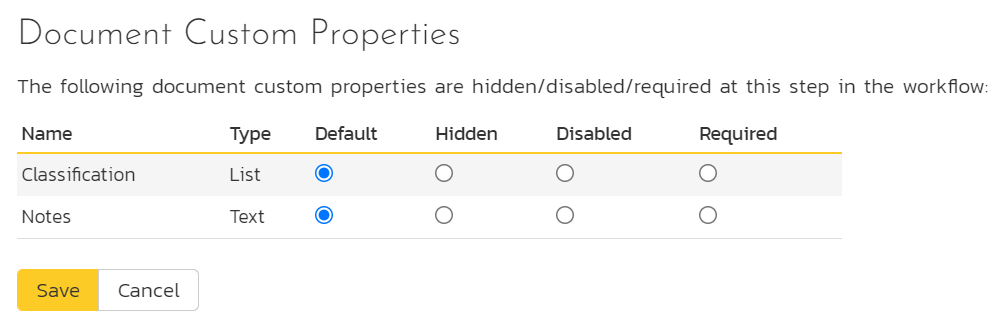 Document Custom Properties
The following document custom properties are hidden/disabled/required at this step in the workflow:
Name Type Default Hidden Disabled Required
Classification List
Notes Text
Save Cancel